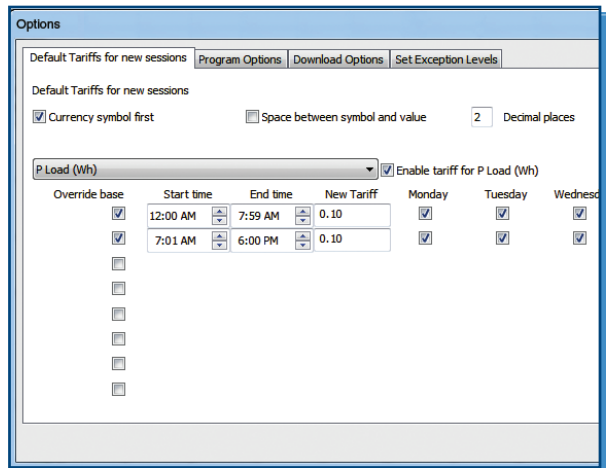 Options
Default Tariffs for new sessions Program Options Download Options Set Exception Levels
Default Tariffs for new sessions
Currency symbol first Space between symbol and value 2 Decimal places
P Load (Wh) Enable tariff for P Load (Wh)
Override base Start time End time New Tariff Monday Tuesday Wednesd
12:00 AM 7:59 AM 0.10
7:01 AM 6:00 PM 0.10